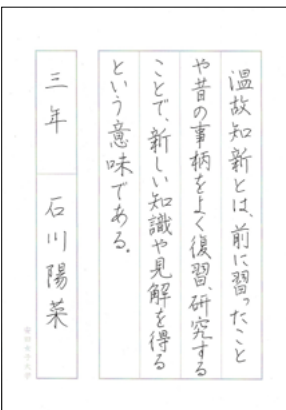 温故知新とは、前に習ったこと
や昔の事柄をよく復習、研究する
ことで、新しい知識や見解を得る
という意味である。
三年 石川陽菜